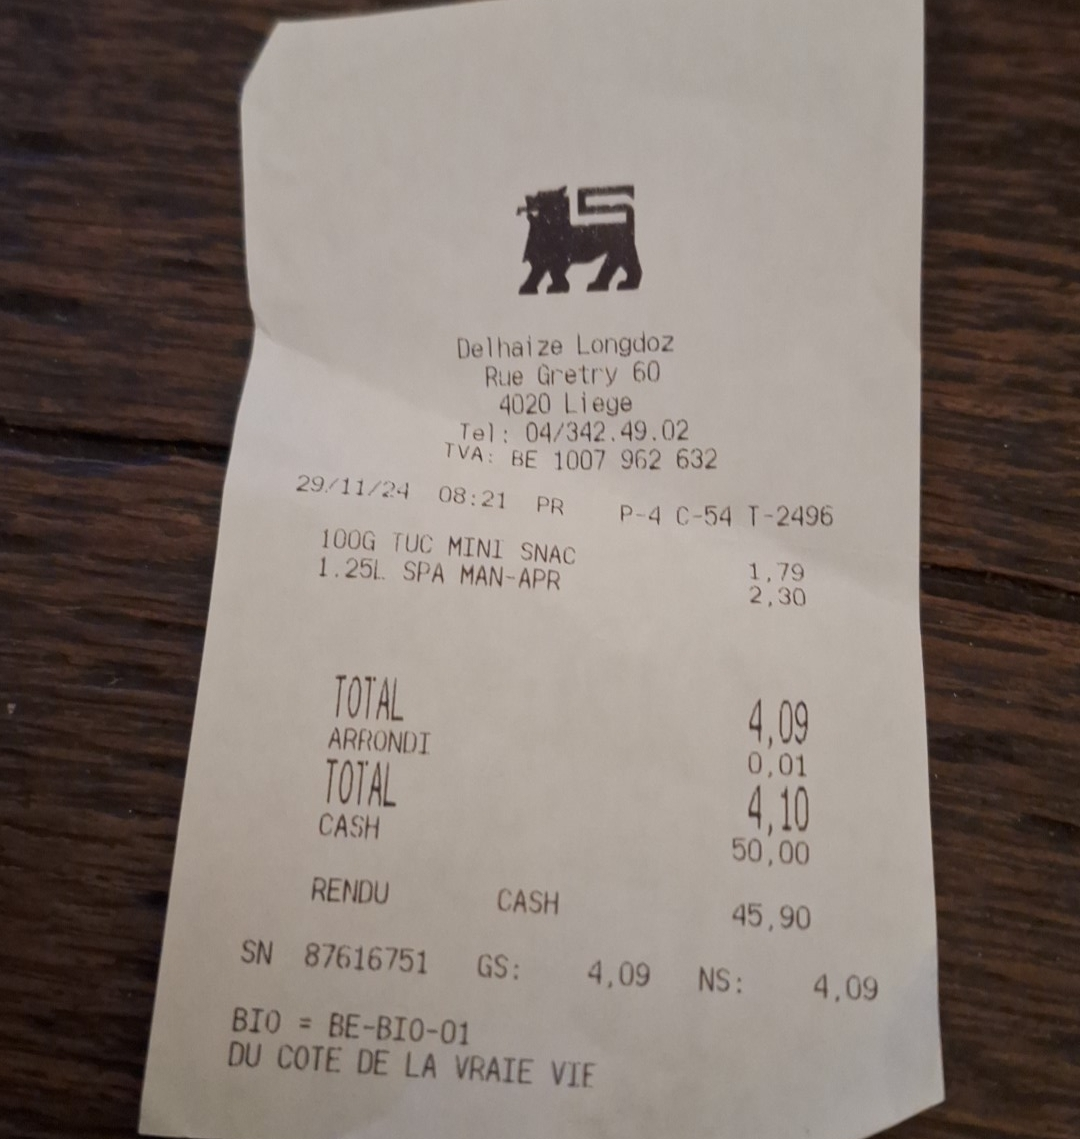 Delhaize Longdoz
Rue Gretry 60
4020 Liege
Tel: 04/342.49.02
TVA: BE 1007 962 632
29/11/24 08:21 PR P-4 C-54 T-2496
100G TUC MINI SNAC 1,79
1.25L SPA MAN-APR 2,30
TOTAL 4,09
ARRONDI 0,01
TOTAL 4,10
CASH 50,00
RENDU CASH 45,90
SN 87616751 GS: 4,09 NS: 4,09
BIO = BE-BIO-01
DU COTE DE LA VRAIE VIE